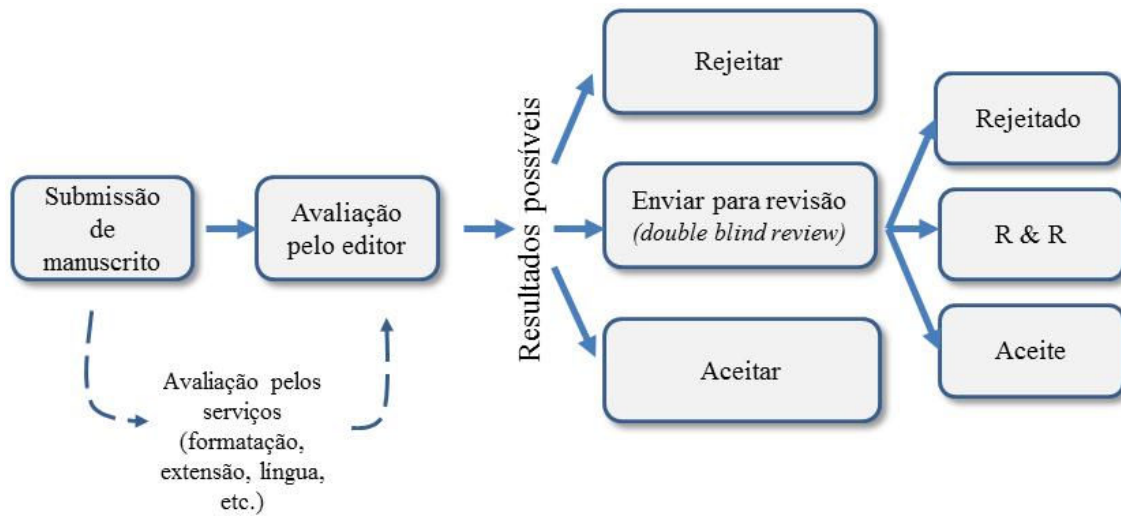 Submissão
de
manuscrito
Avaliação
pelo editor
Avaliação pelos
serviços
(formatação,
extensão, língua,
etc.)
Resultados possíveis
Rejeitar
Enviar para revisão
(double blind review)
Aceitar
Rejeitado
R & R
Aceite